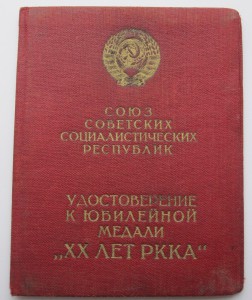 СОЮЗ
СОВЕТСКИХ
СОЦИАЛИСТИЧЕСКИХ
РЕСПУБЛИК
УДОСТОВЕРЕНИЕ
К ЮБИЛЕЙНОЙ
МЕДАЛИ
„XX ЛЕТ РККА“